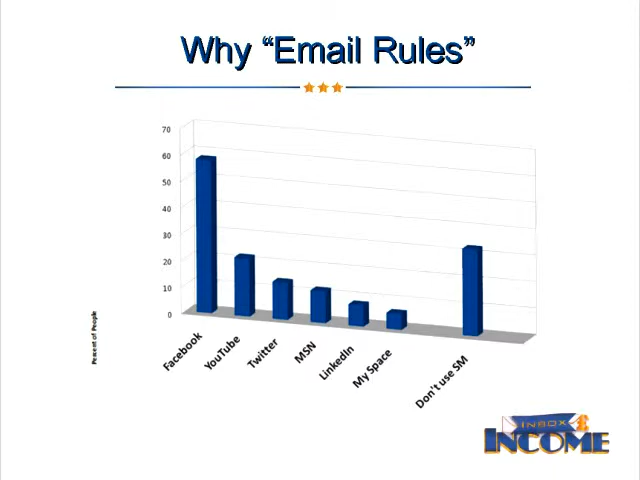 Why “Email Rules”
70
60
50
40
30
20
10
0
Percent of People
Facebook
YouTube
Twitter
MSN
LinkedIn
My Space
Don't use SM
INBOX £
INCOME